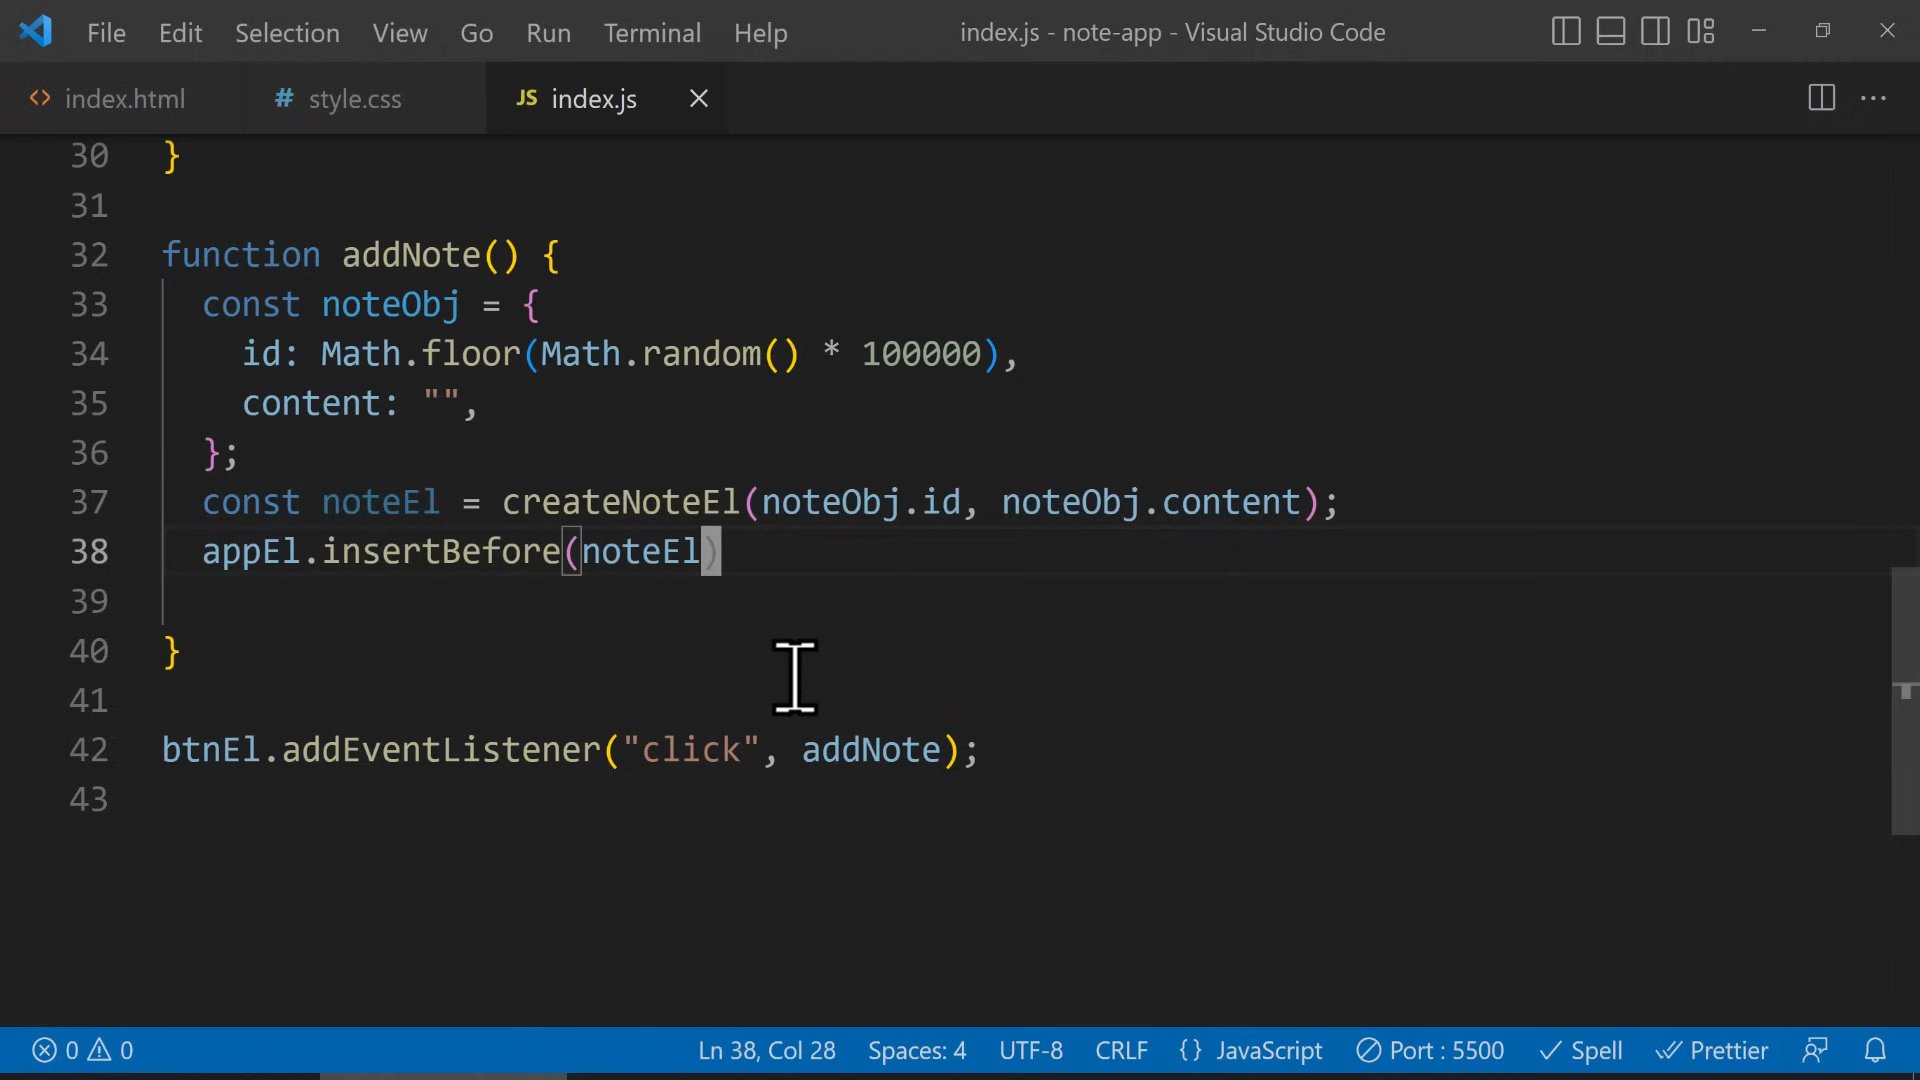 File Edit Selection View Go Run Terminal Help index.js - note-app - Visual Studio Code
<> index.html # style.css JS index.js
30 }
31
32 function addNote() {
33 const noteObj = {
34 id: Math.floor(Math.random() * 100000),
35 content: "",
36 };
37 const noteEl = createNoteEl(noteObj.id, noteObj.content);
38 appEl.insertBefore(noteEl)
39
40 }
41
42 btnEl.addEventListener("click", addNote);
43
0 0 Ln 38, Col 28 Spaces: 4 UTF-8 CRLF {} JavaScript Port : 5500 Spell Prettier